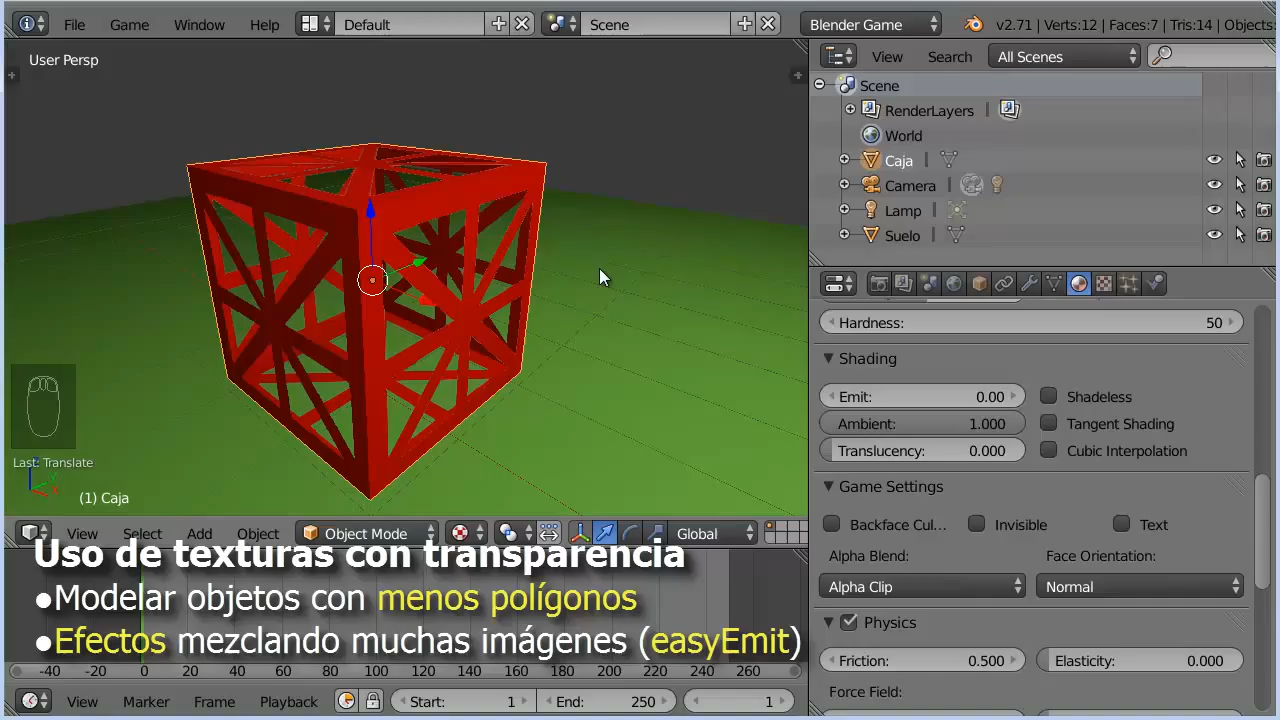 File Game Window Help Default Scene Blender Game v2.71 | Verts:12 | Faces:7 | Tris:14 | Objects:
User Persp
View Search All Scenes
Scene
RenderLayers
World
Caja
Camera
Lamp
Suelo
Hardness: 50
Shading
Emit: 0.00 Shadeless
Ambient: 1.000 Tangent Shading
Translucency: 0.000 Cubic Interpolation
Last: Translate
(1) Caja
Game Settings
Backface Cul... Invisible Text
Alpha Blend: Face Orientation:
Alpha Clip Normal
Physics
Friction: 0.500 Elasticity: 0.000
Force Field:
View Select Add Object Object Mode Global
Uso de texturas con transparencia
•Modelar objetos con menos polígonos
•Efectos mezclando muchas imágenes (easyEmit)
-40 -20 0 20 40 60 80 100 120 140 160 180 200 220 240 260
View Marker Frame Playback Start: 1 End: 250 1